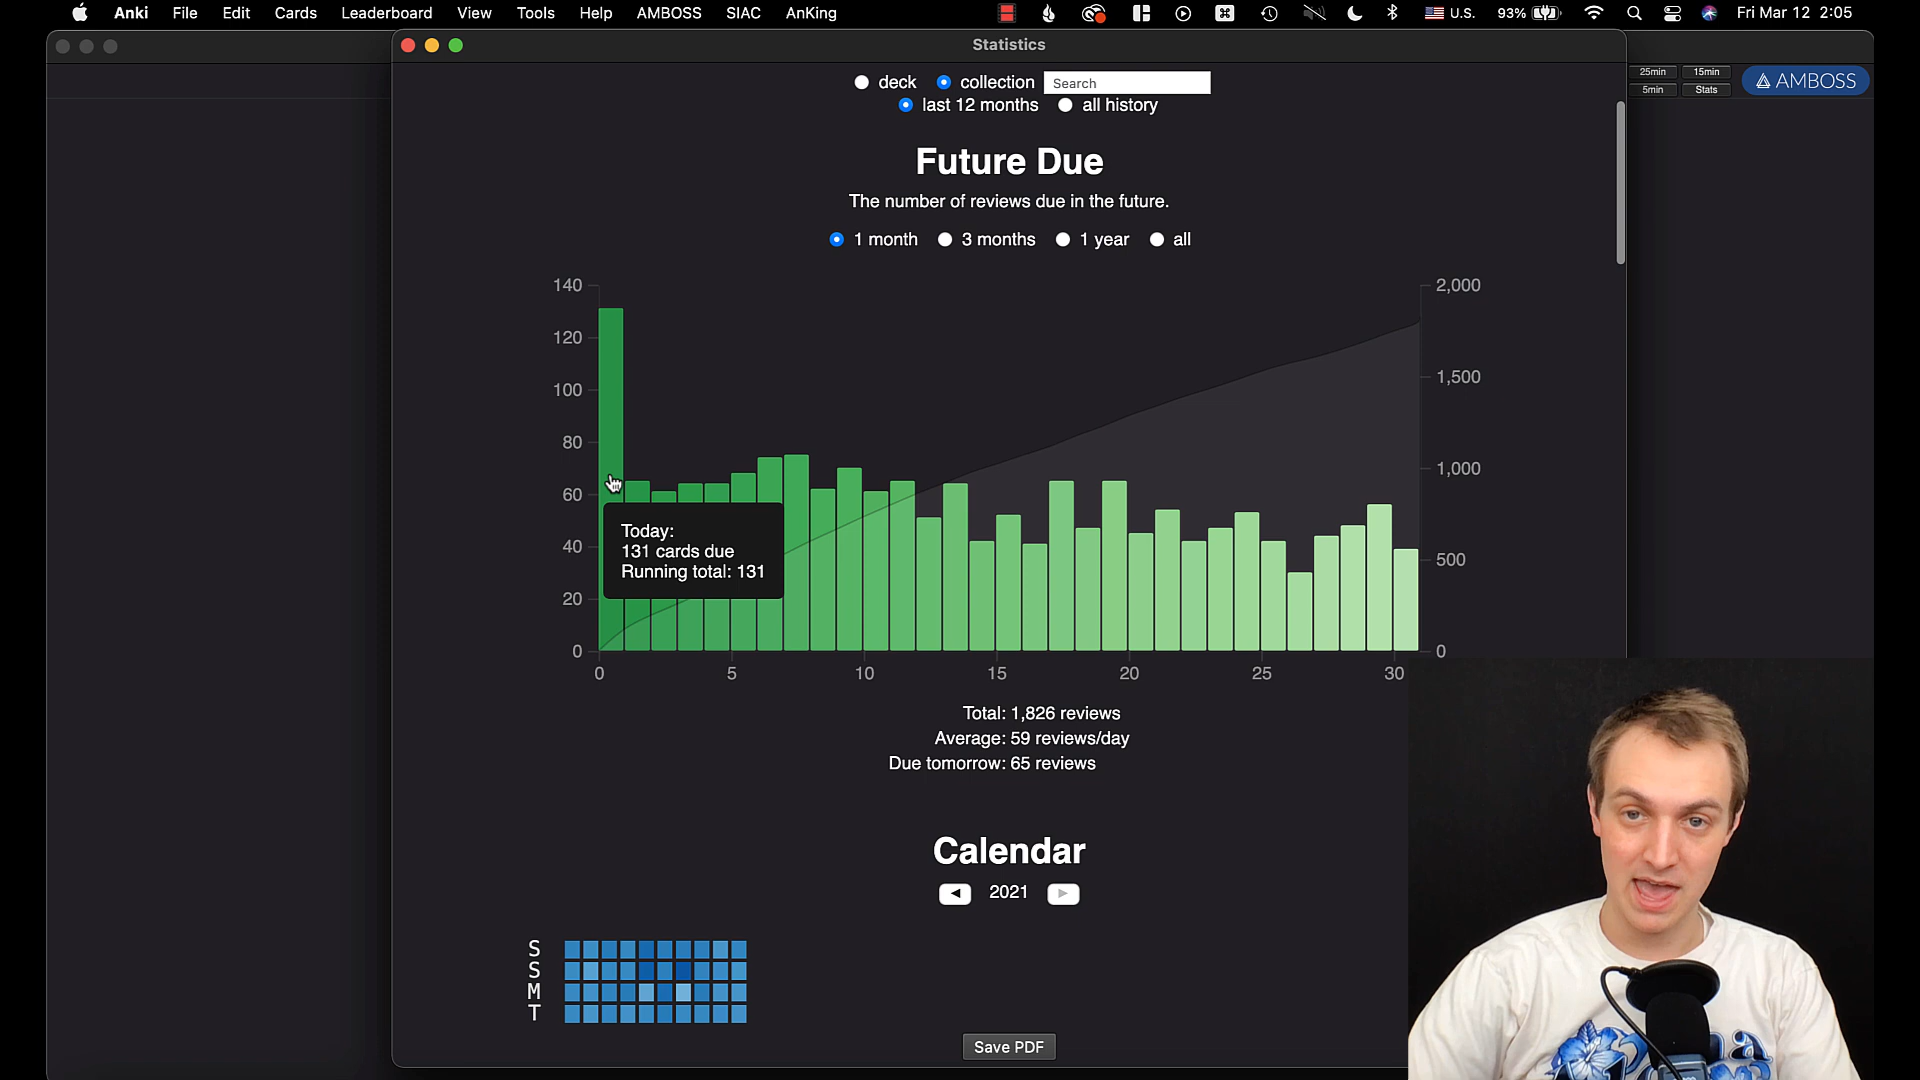 Anki File Edit Cards Leaderboard View Tools Help AMBOSS SIAC AnKing U.S. 93% Fri Mar 12 2:05
Statistics
deck collection Search
last 12 months all history
25min 15min
5min Stats
AMBOSS
Future Due
The number of reviews due in the future.
1 month 3 months 1 year all
140 2,000
120
100 1,500
80
60 1,000
40 500
20
0 0
Today:
131 cards due
Running total: 131
0 5 10 15 20 25 30
Total: 1,826 reviews
Average: 59 reviews/day
Due tomorrow: 65 reviews
Calendar
2021
S
S
M
T
Save PDF